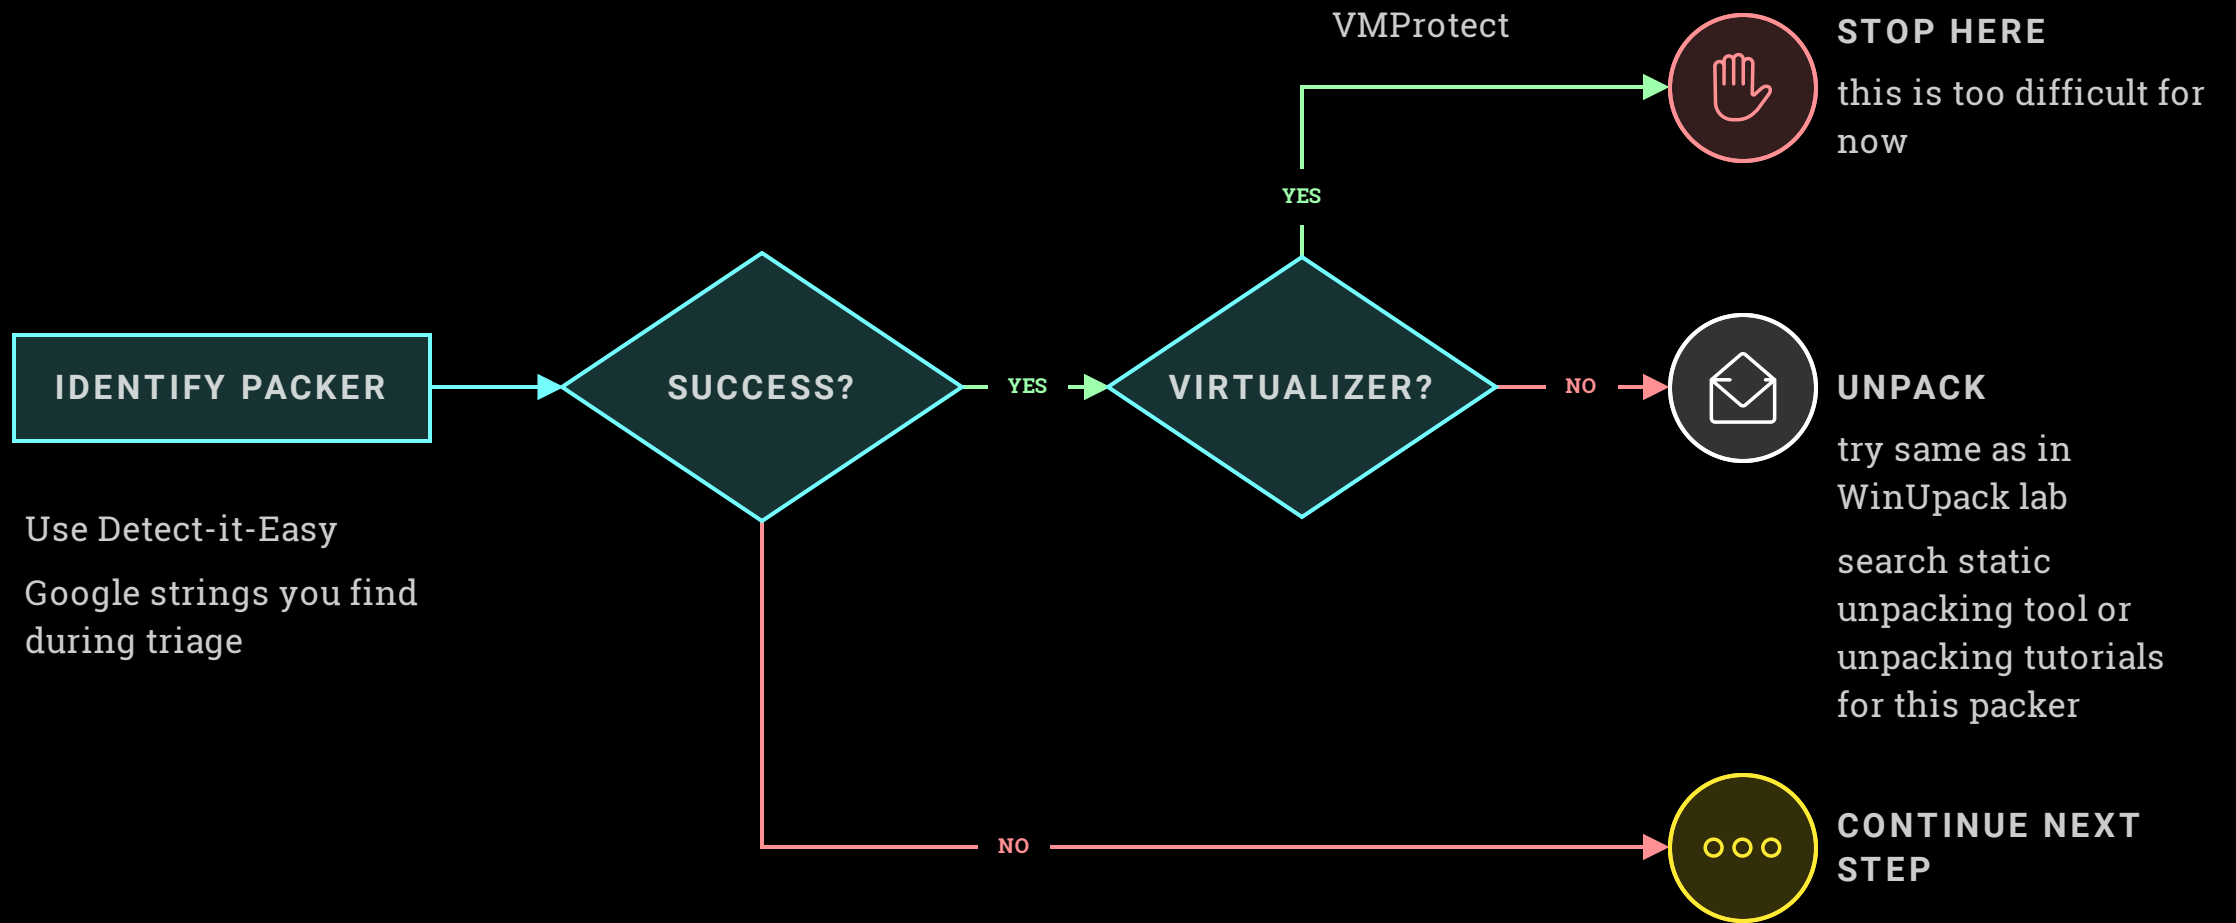 VMProtect
STOP HERE
this is too difficult for
now
YES
IDENTIFY PACKER
SUCCESS?
YES
VIRTUALIZER?
NO
UNPACK
try same as in
WinUpack lab
search static
unpacking tool or
unpacking tutorials
for this packer
Use Detect-it-Easy
Google strings you find
during triage
NO
CONTINUE NEXT
STEP